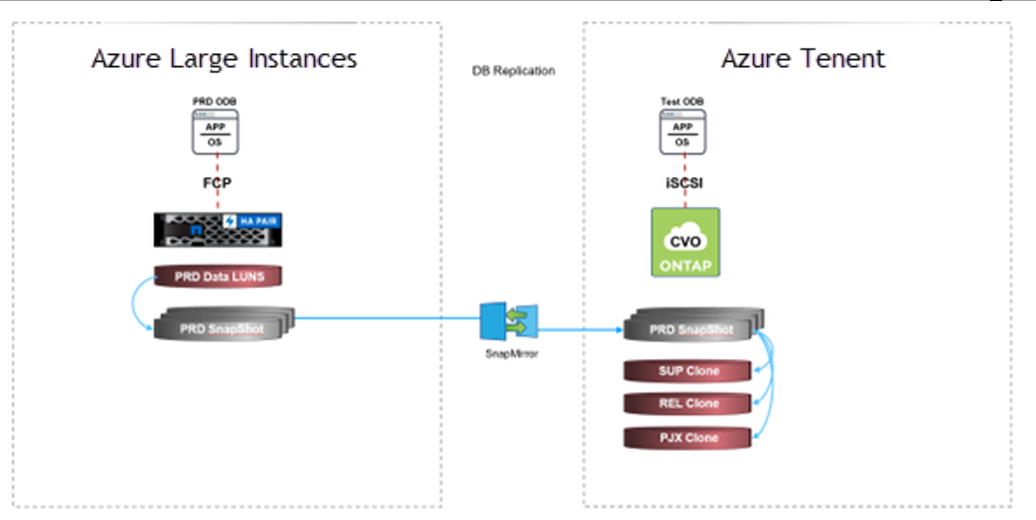 Azure Large Instances
PRD ODB
APP
OS
FCP
HA PAIR
PRD Data LUNS
PRD SnapShot
DB Replication
SnapMirror
Azure Tenent
Test ODB
APP
OS
iSCSI
CVO
ONTAP
PRD SnapShot
SUP Clone
REL Clone
PJX Clone